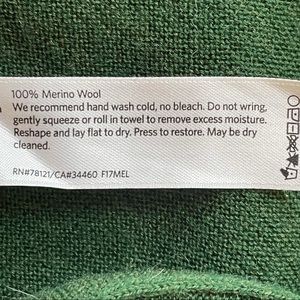 100% Merino Wool
We recommend hand wash cold, no bleach. Do not wring,
gently squeeze or roll in towel to remove excess moisture.
Reshape and lay flat to dry. Press to restore. May be dry
cleaned.
RN#78121/CA#34460 F17MEL